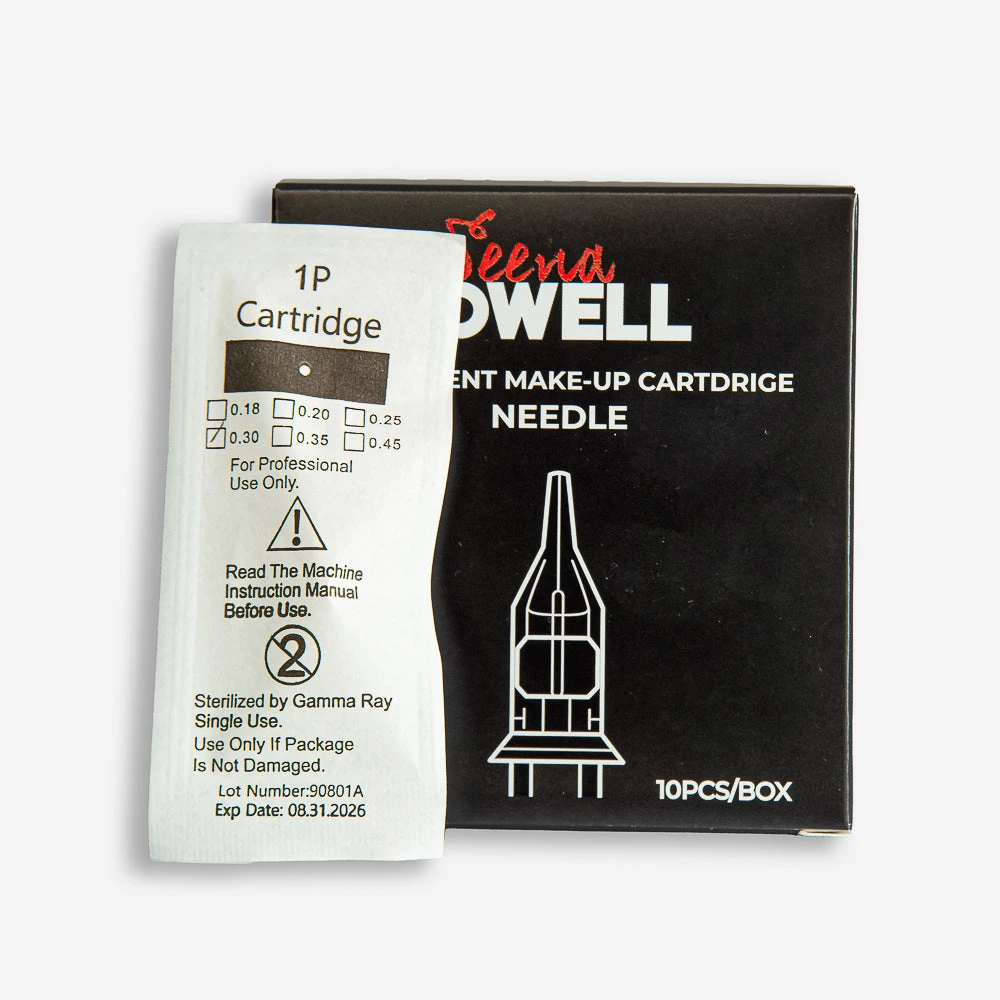 1P
Cartridge
0.18 0.20 0.25
0.30 0.35 0.45
For Professional
Use Only.
!
Read The Machine
Instruction Manual
Before Use.
2
Sterilized by Gamma Ray
Single Use.
Use Only If Package
Is Not Damaged.
Lot Number:90801A
Exp Date: 08.31.2026
Seena
OWELL
ENT MAKE-UP CARTDRIGE
NEEDLE
10PCS/BOX